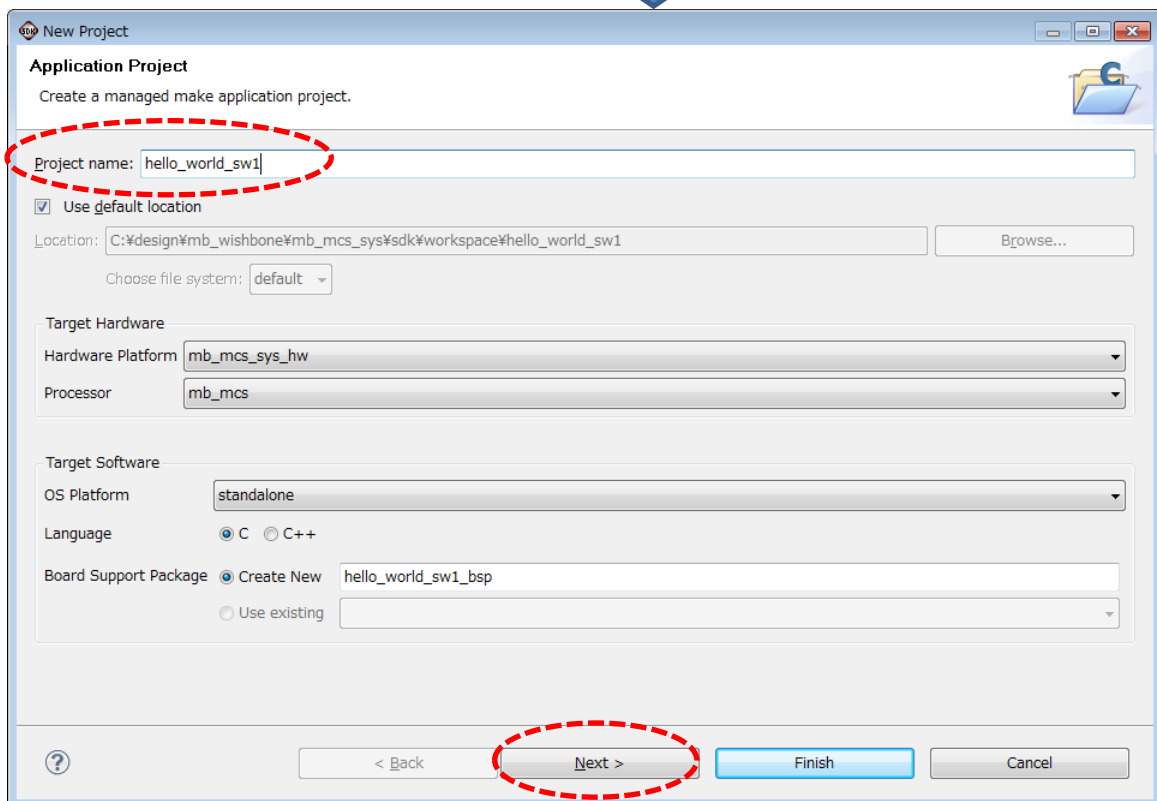 SDK New Project
Application Project
Create a managed make application project.
C
Project name: hello_world_sw1
Use default location
Location: C:¥design¥mb_wishbone¥mb_mcs_sys¥sdk¥workspace¥hello_world_sw1 Browse...
Choose file system: default
Target Hardware
Hardware Platform mb_mcs_sys_hw
Processor mb_mcs
Target Software
OS Platform standalone
Language C C++
Board Support Package Create New hello_world_sw1_bsp
Use existing
? < Back Next > Finish Cancel